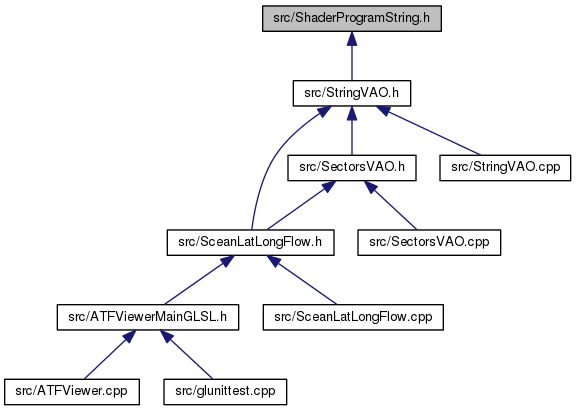 src/ShaderProgramString.h
src/StringVAO.h
src/SectorsVAO.h
src/StringVAO.cpp
src/SceanLatLongFlow.h
src/SectorsVAO.cpp
src/ATFViewerMainGLSL.h
src/SceanLatLongFlow.cpp
src/ATFViewer.cpp
src/glunittest.cpp